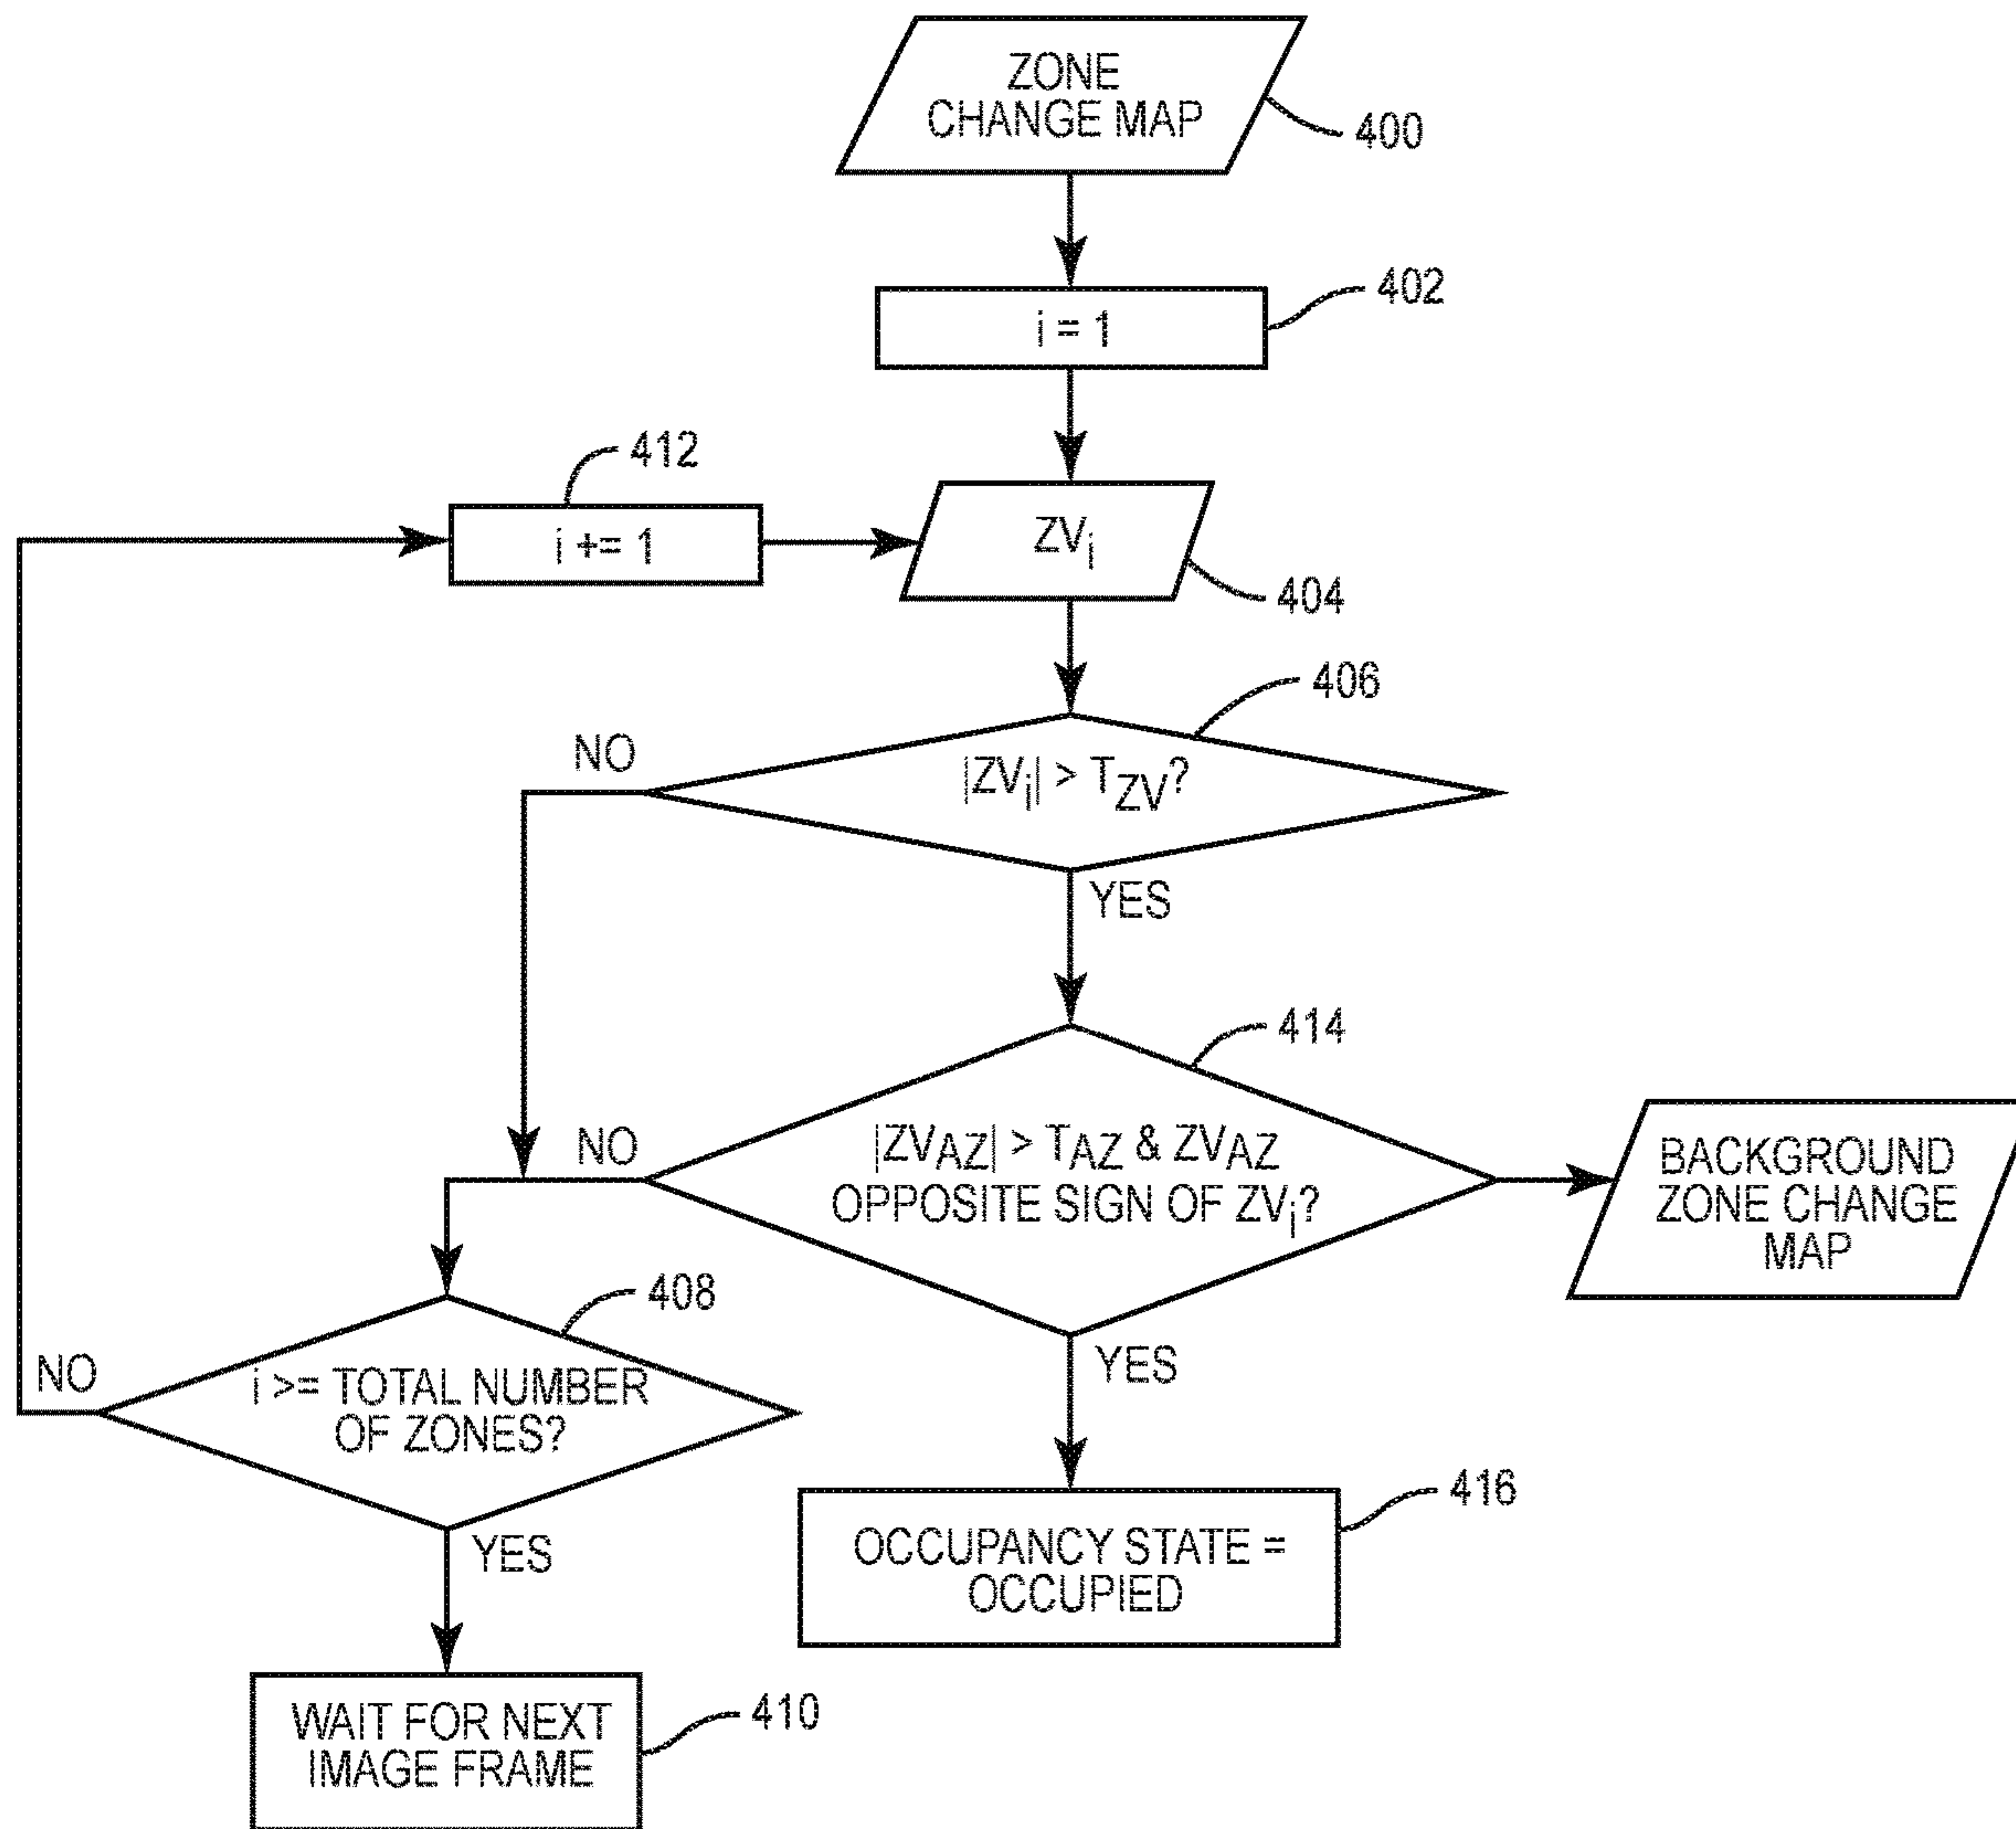 ZONE
CHANGE MAP
400
402
i = 1
412
i += 1
ZVi
404
406
NO
|ZVi| > TZV?
YES
414
NO
|ZVAZ| > TAZ & ZVAZ
OPPOSITE SIGN OF ZVi?
BACKGROUND
ZONE CHANGE
MAP
408
NO
i >= TOTAL NUMBER
OF ZONES?
YES
YES
416
OCCUPANCY STATE =
OCCUPIED
WAIT FOR NEXT
IMAGE FRAME
410